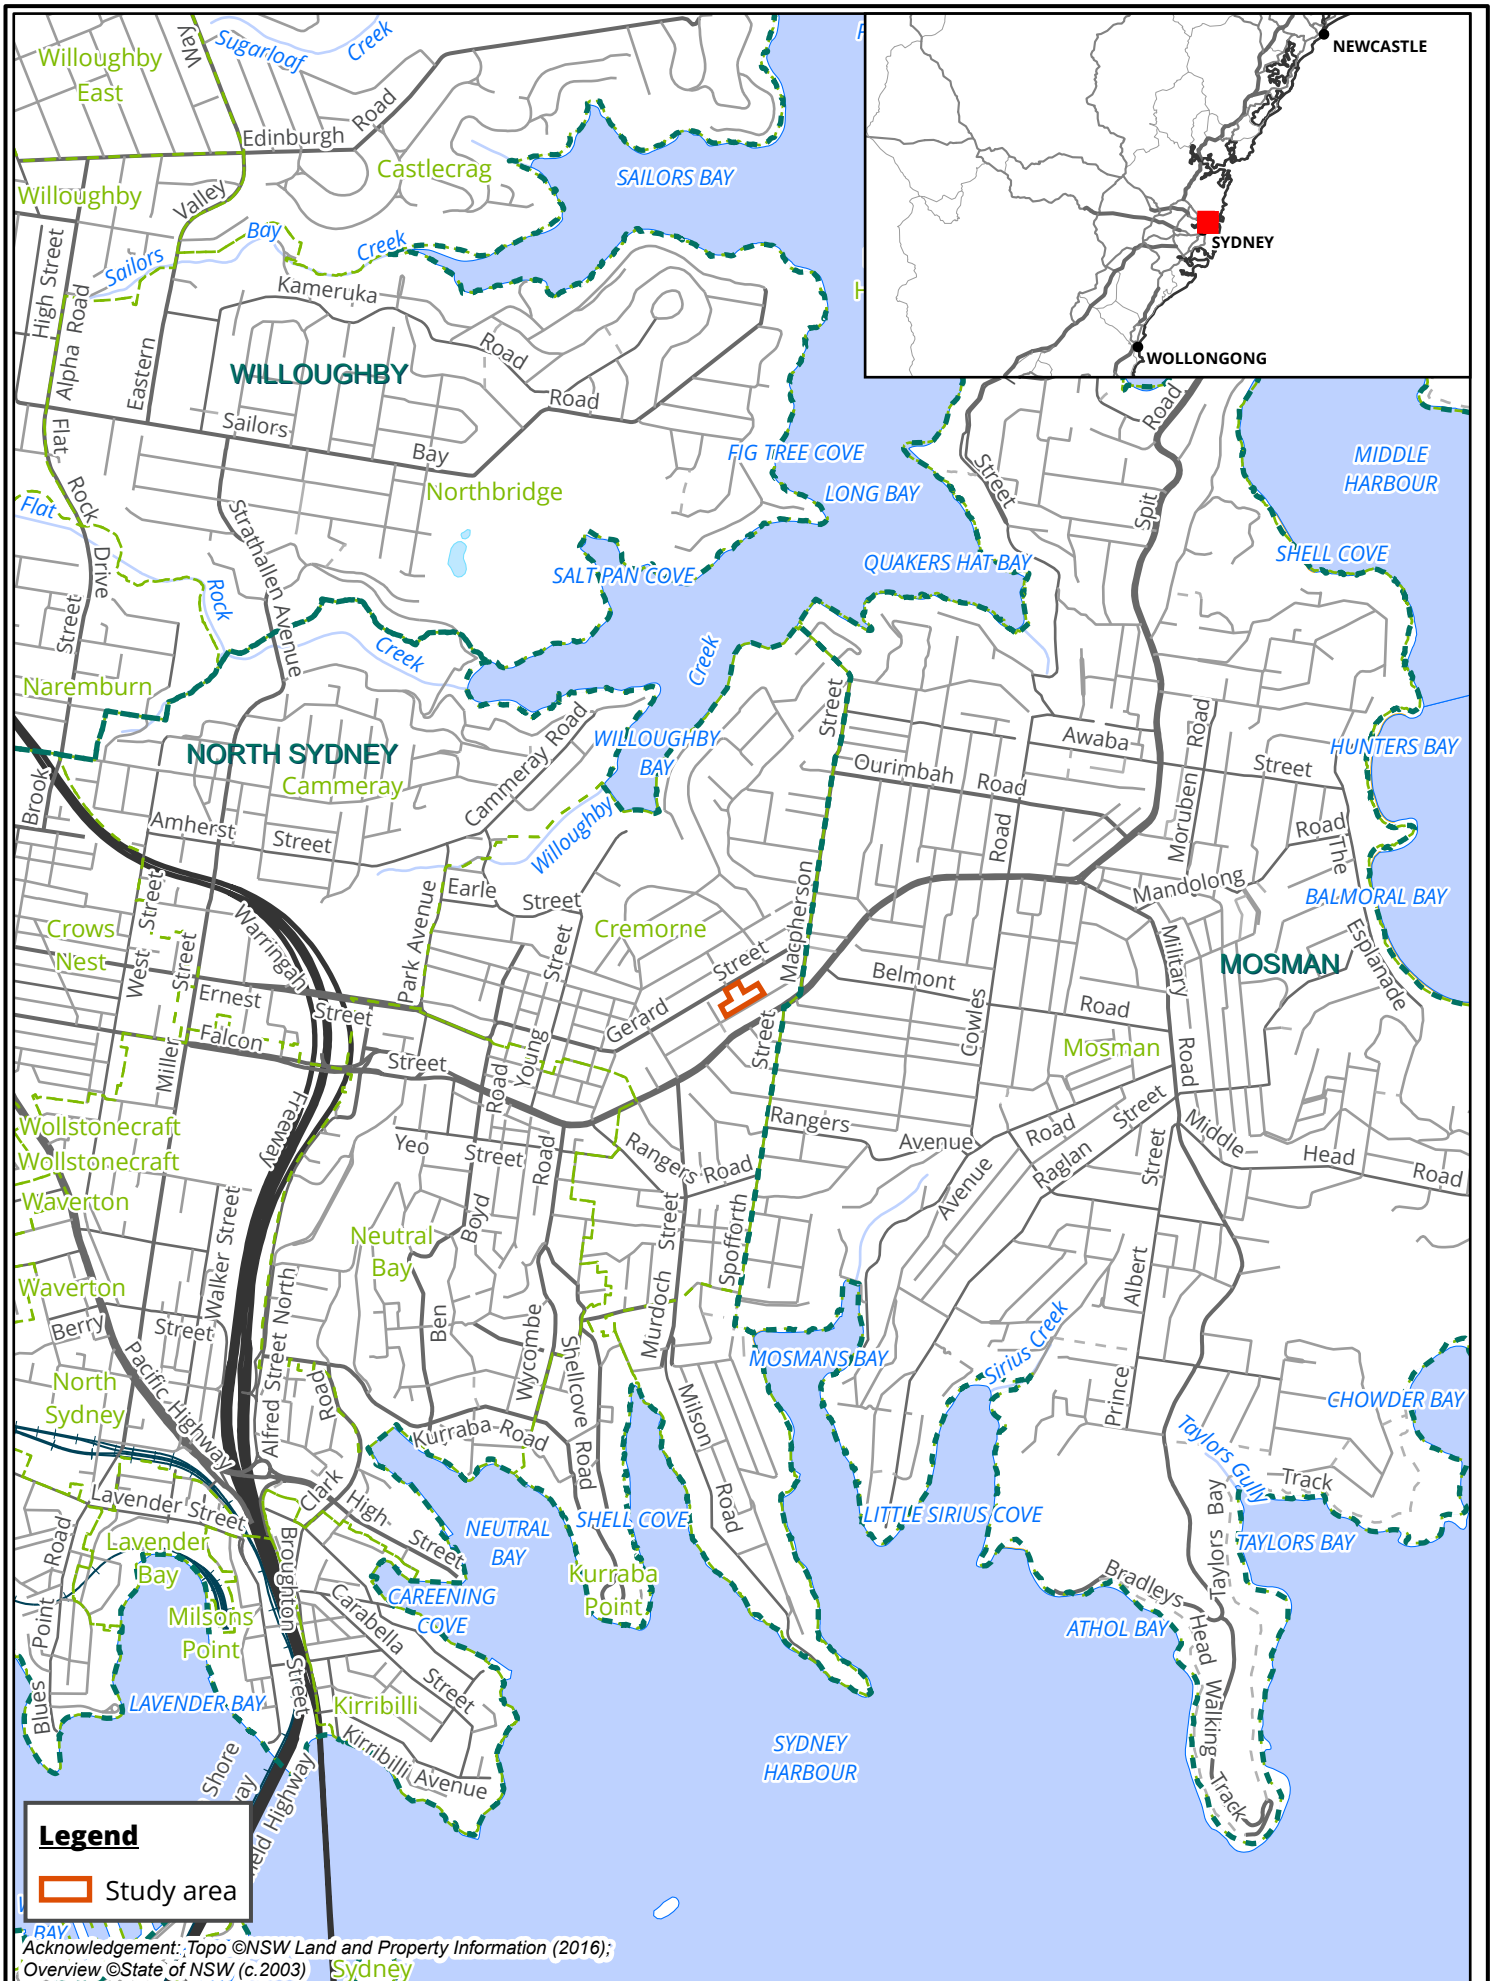 Willoughby
East
Way
Sugarloaf
Creek
NEWCASTLE
Edinburgh
Road
Castlecrag
SAILORS BAY
Willoughby
Valley
Bay
Creek
Sailors
SYDNEY
High Street
Alpha Road
Kameruka
Road
WOLLONGONG
Eastern
WILLOUGHBY
Road
Road
Sailors
Bay
Flat
FIG TREE COVE
MIDDLE
HARBOUR
Northbridge
LONG BAY
Street
Spit
Rock
Flat
Strathallen Avenue
SHELL COVE
Drive
QUAKERS HAT BAY
SALT PAN COVE
Rock
Street
Creek
Creek
Naremburn
Street
Road
NORTH SYDNEY
Cammeray
Cammeray Road
WILLOUGHBY
BAY
Awaba
Street
HUNTERS BAY
Ourimbah
Road
Moruben
Brook
Amherst
Street
Willoughby
Road
Road
The
Mandolong
BALMORAL BAY
Street
Earle
Street
Park Avenue
Macpherson
Crows
Nest
Warringah
Cremorne
Street
Street
Military
MOSMAN
Esplanade
West
Street
Belmont
Road
Ernest
Street
Gerard
Cowles
Falcon
Street
Young
Street
Mosman
Road
Miller
Road
Freeway
Wollstonecraft
Wollstonecraft
Yeo
Street
Road
Rangers
Road
Rangers
Avenue
Road
Raglan
Street
Middle
Head
Road
Waverton
Walker Street
Neutral
Bay
Boyd
Street
Spofforth
Avenue
Street
Waverton
Albert
Berry
Street
Alfred Street North
Ben
Wycombe
Shellcove
Road
Murdoch
MOSMANS BAY
Sirius Creek
Pacific
Highway
North
Sydney
Road
Kurraba Road
Milson
Road
Prince
CHOWDER BAY
Taylors Gully
Track
Clark
High
Street
Lavender Street
NEUTRAL
BAY
SHELL COVE
LITTLE SIRIUS COVE
Taylors Bay
TAYLORS BAY
Lavender
Bay
Broughton
Street
Kurraba
Point
Bradleys
Head
Walking
Track
CAREENING
COVE
ATHOL BAY
Blues
Point
Road
Milsons
Point
Carabella
Street
LAVENDER BAY
Kirribilli
Kirribilli Avenue
SYDNEY
HARBOUR
Shore
Highway
Legend
Study area
BAY
Acknowledgement: Topo ©NSW Land and Property Information (2016);
Overview ©State of NSW (c.2003)
Sydney